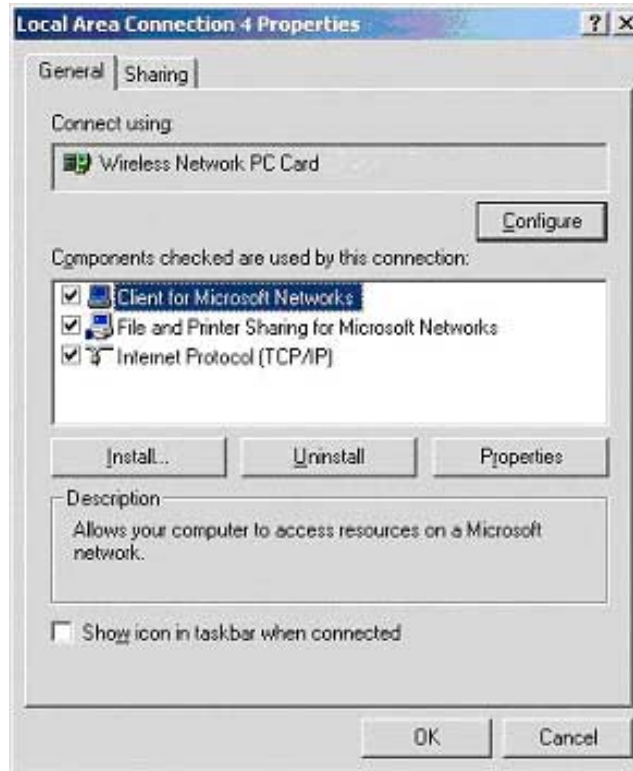 Local Area Connection 4 Properties
General Sharing
Connect using:
Wireless Network PC Card
Configure
Components checked are used by this connection:
Client for Microsoft Networks
File and Printer Sharing for Microsoft Networks
Internet Protocol (TCP/IP)
Install... Uninstall Properties
Description
Allows your computer to access resources on a Microsoft
network.
Show icon in taskbar when connected
OK Cancel